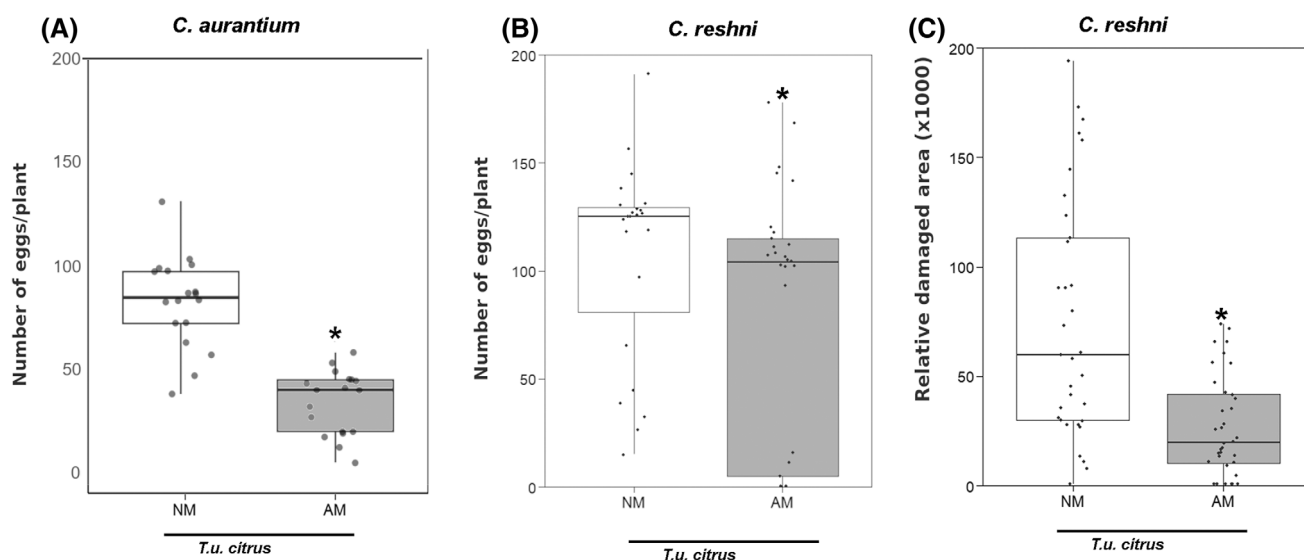 (A)
C. aurantium
Number of eggs/plant
200
150
100
50
0
*
NM
AM
T.u. citrus
(B)
C. reshni
Number of eggs/plant
200
150
100
50
0
*
NM
AM
T.u. citrus
(C)
C. reshni
Relative damaged area (x1000)
200
150
100
50
0
*
NM
AM
T.u. citrus